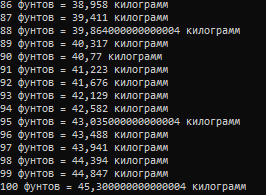 86 фунтов = 38,958 килограмм
87 фунтов = 39,411 килограмм
88 фунтов = 39,864000000000004 килограмм
89 фунтов = 40,317 килограмм
90 фунтов = 40,77 килограмм
91 фунтов = 41,223 килограмм
92 фунтов = 41,676 килограмм
93 фунтов = 42,129 килограмм
94 фунтов = 42,582 килограмм
95 фунтов = 43,035000000000004 килограмм
96 фунтов = 43,488 килограмм
97 фунтов = 43,941 килограмм
98 фунтов = 44,394 килограмм
99 фунтов = 44,847 килограмм
100 фунтов = 45,300000000000004 килограмм